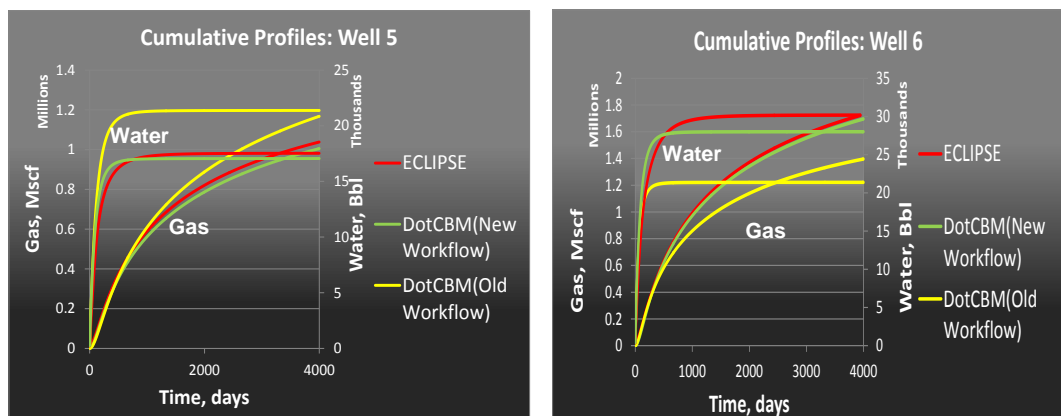 Cumulative Profiles: Well 5
1.4
1.2
1
0.8
0.6
0.4
0.2
0
Millions
Gas, Mscf
25
20
15
10
5
0
Thousands
Water, Bbl
Water
Gas
0
2000
4000
Time, days
ECLIPSE
DotCBM(New
Workflow)
DotCBM(Old
Workflow)
Cumulative Profiles: Well 6
2
1.8
1.6
1.4
1.2
1
0.8
0.6
0.4
0.2
0
Millions
Gas, Mscf
35
30
25
20
15
10
5
0
Thousands
Water, Bbl
Water
Gas
0
1000
2000
3000
4000
Time, days
ECLIPSE
DotCBM(New
Workflow)
DotCBM(Old
Workflow)